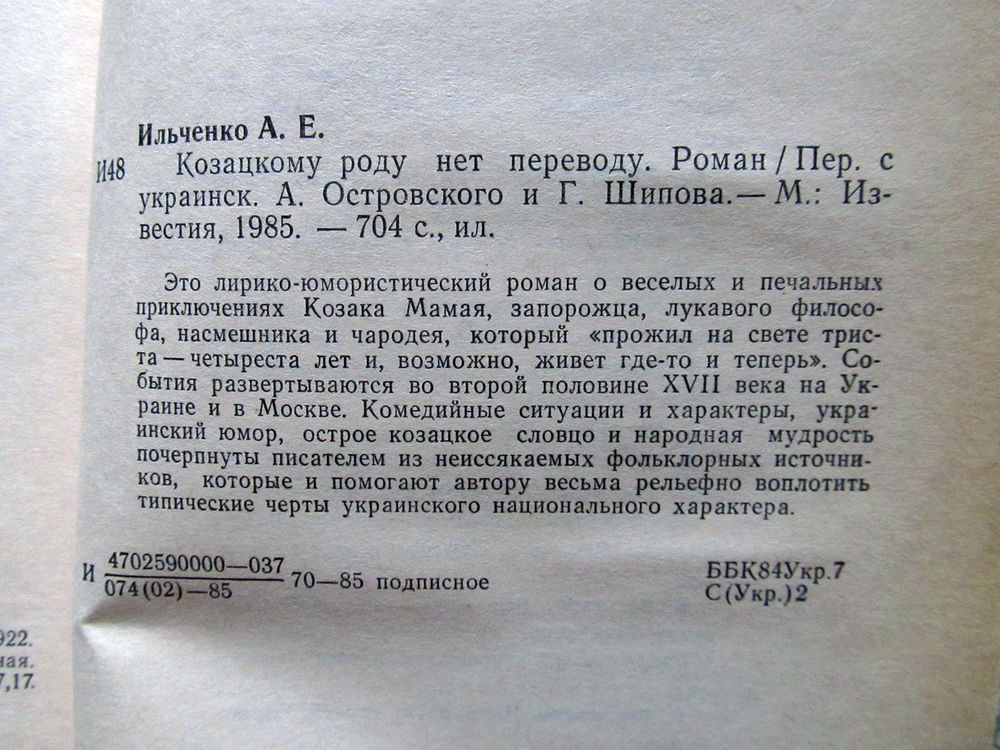 Ильченко А. Е.
И48 Козацкому роду нет переводу. Роман / Пер. с
украинск. А. Островского и Г. Шипова.— М.: Из-
вестия, 1985. — 704 с., ил.
Это лирико-юмористический роман о веселых и печальных
приключениях Козака Мамая, запорожца, лукавого филосо-
фа, насмешника и чародея, который «прожил на свете трис-
та — четыреста лет и, возможно, живет где-то и теперь». Со-
бытия развертываются во второй половине XVII века на Ук-
раине и в Москве. Комедийные ситуации и характеры, укра-
инский юмор, острое козацкое словцо и народная мудрость
почерпнуты писателем из неиссякаемых фольклорных источни-
ков, которые и помогают автору весьма рельефно воплотить
типические черты украинского национального характера.
И 4702590000—037
074(02)—85 70—85 подписное
ББК84Укр.7
С(Укр.)2
922.
ная.
7,17.